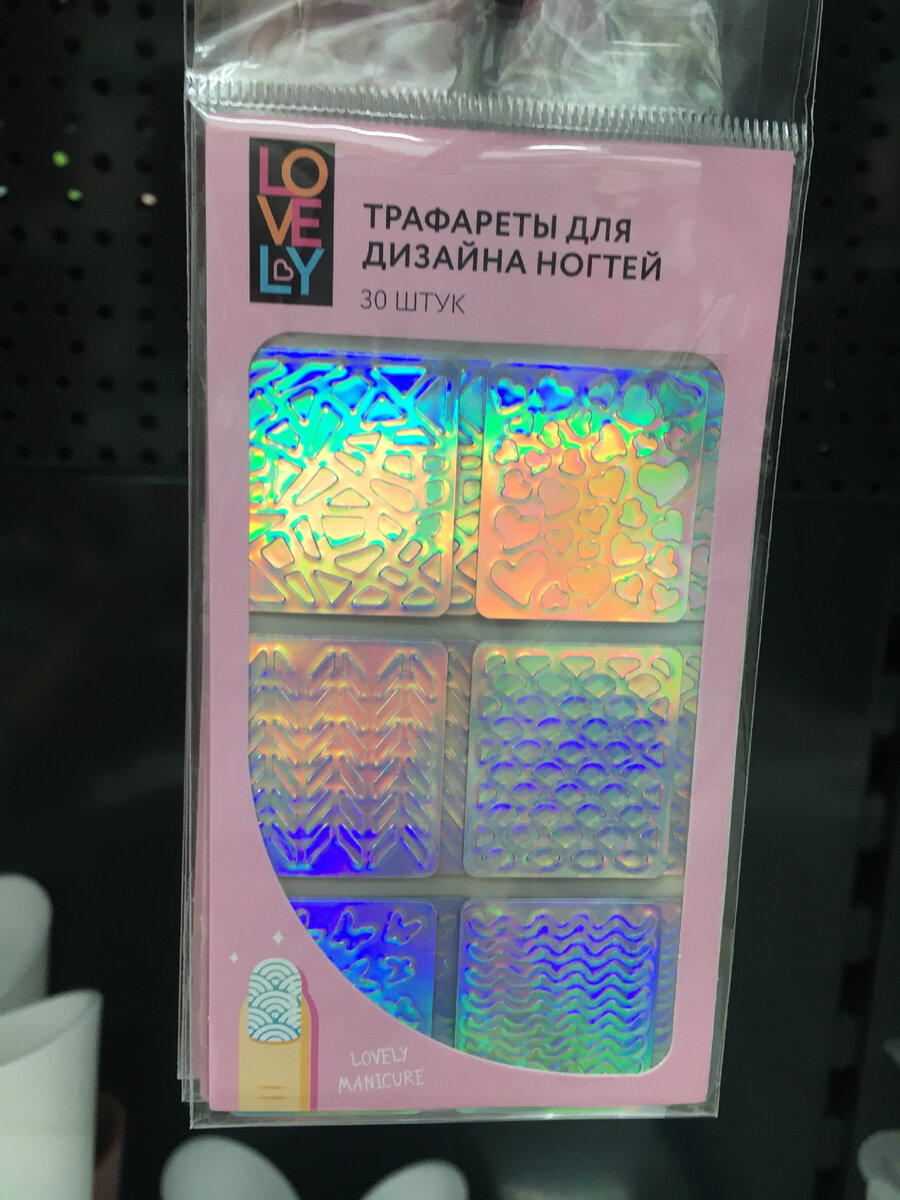 LO
VE
LY
ТРАФАРЕТЫ ДЛЯ
ДИЗАЙНА НОГТЕЙ
30 ШТУК
LOVELY
MANICURE